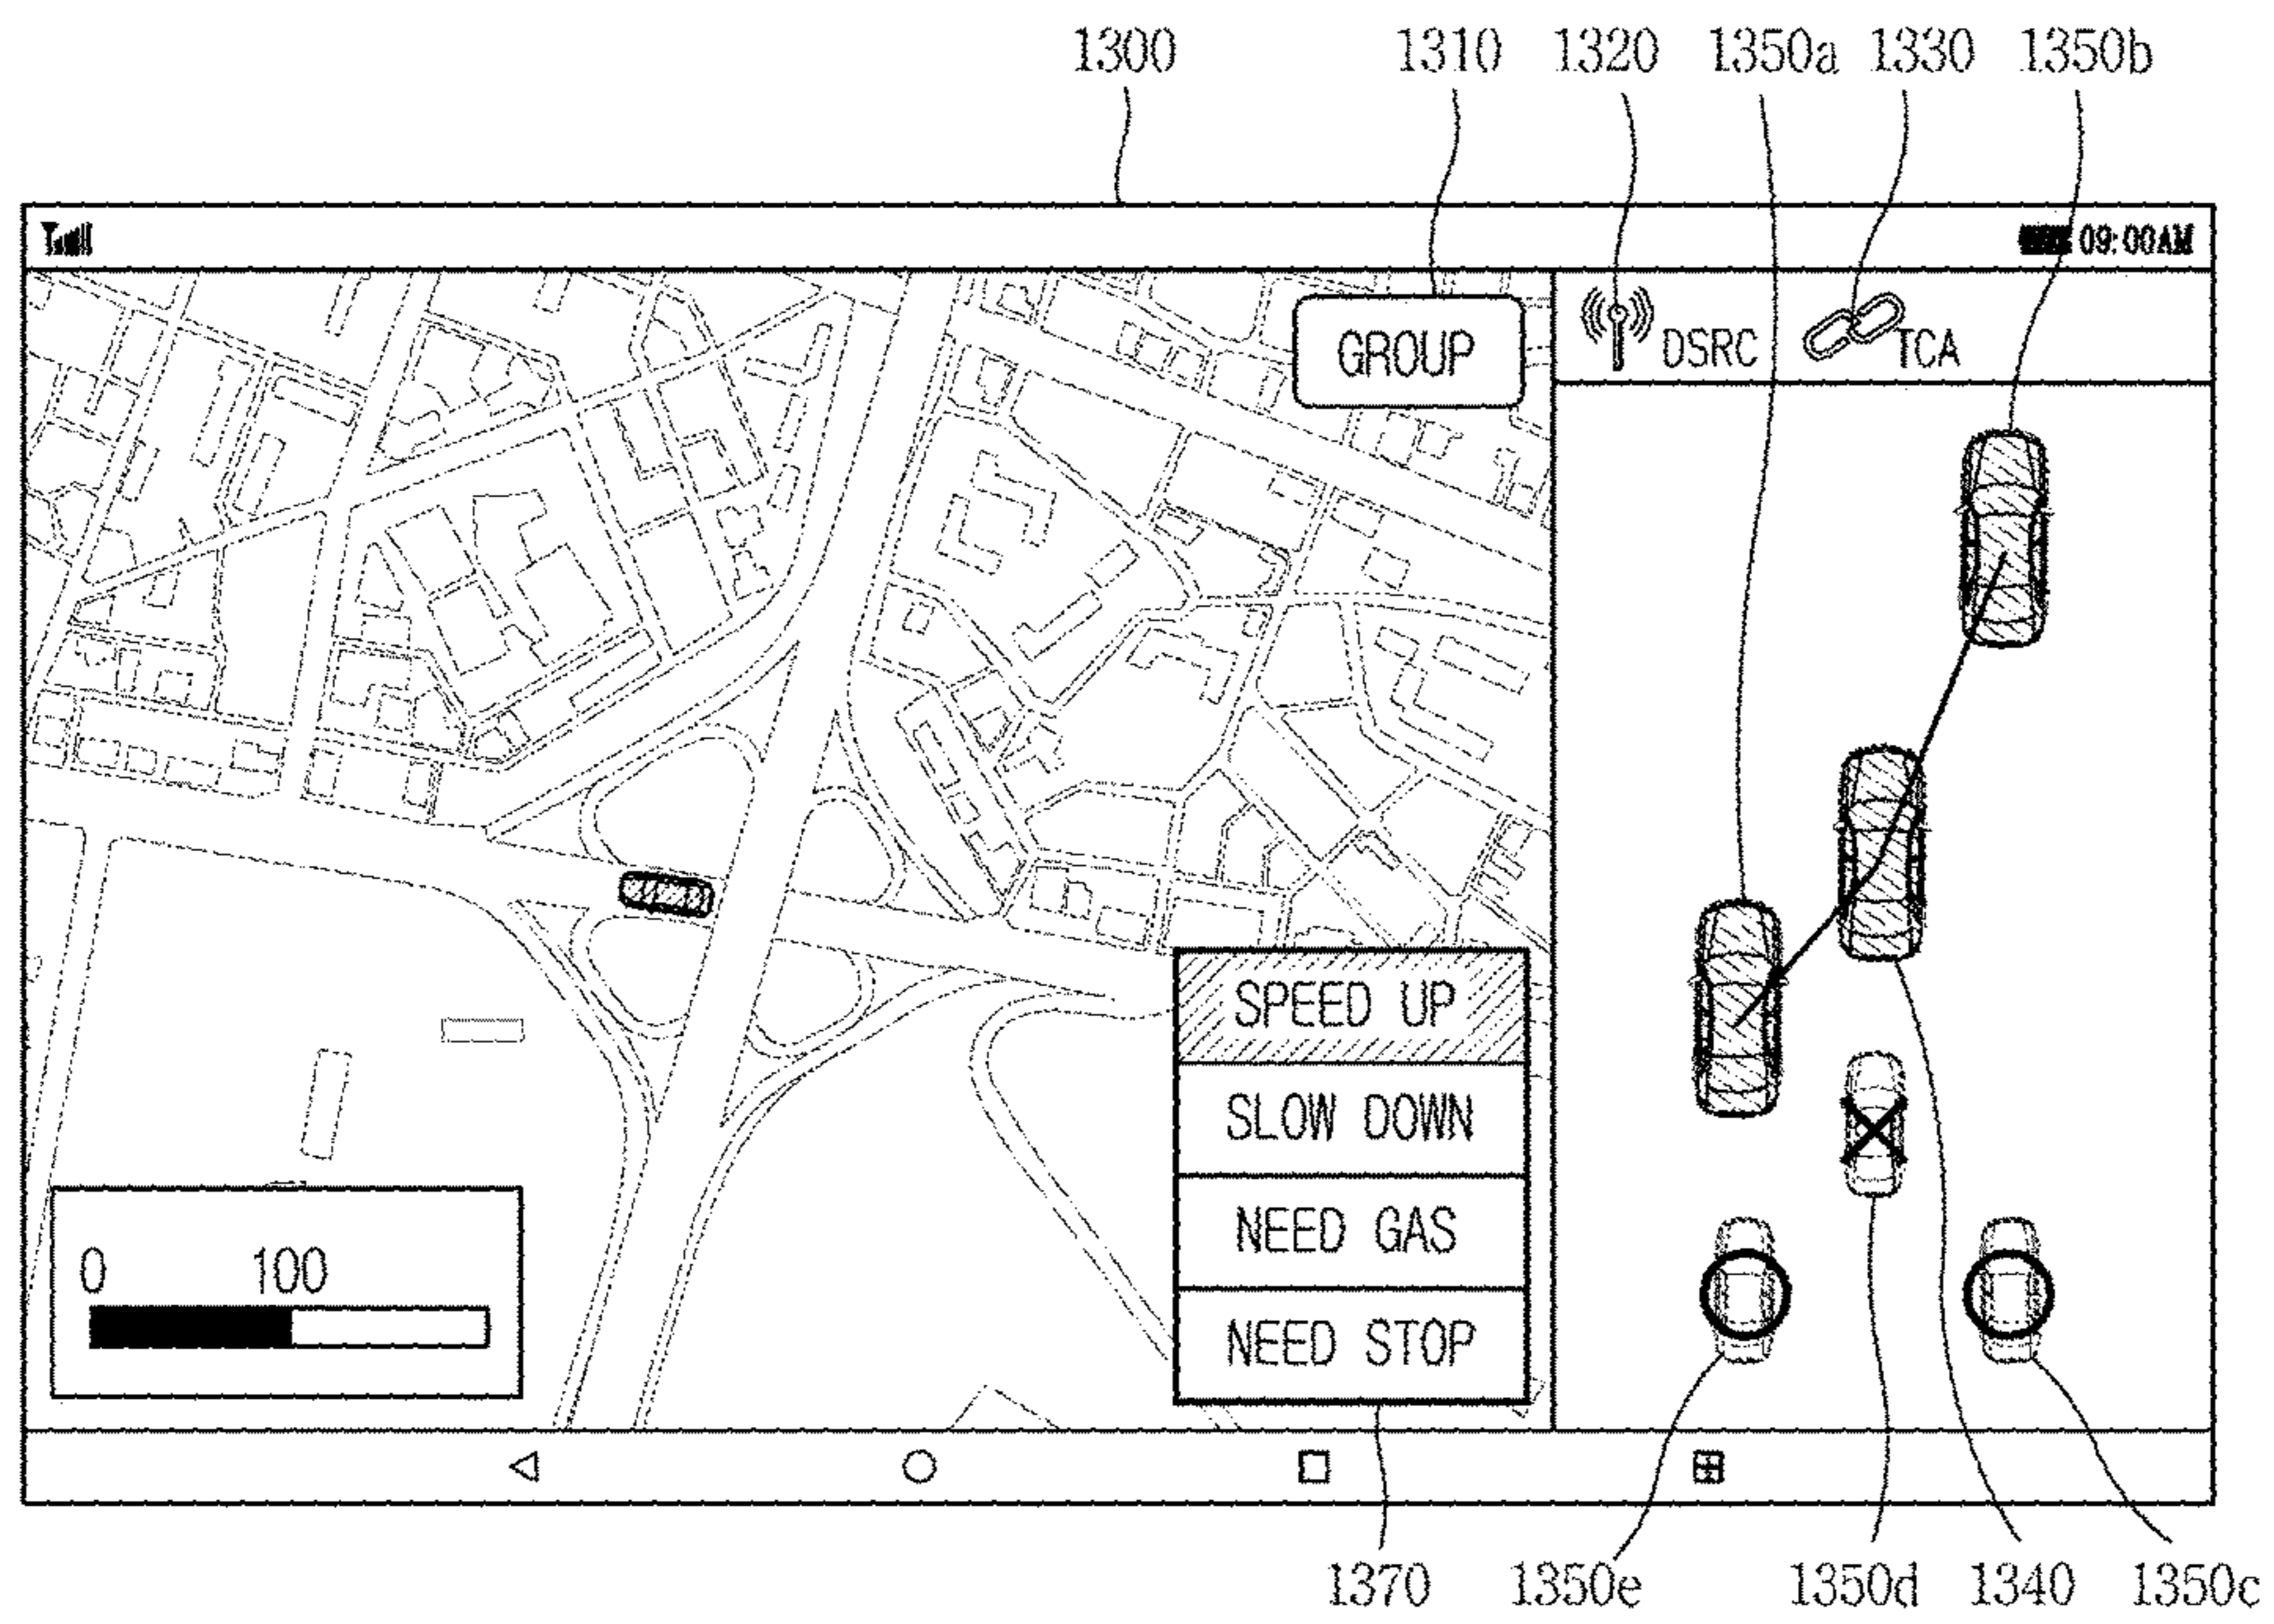 1300 1310 1320 1350a 1330 1350b
09:00AM
GROUP
DSRC
TCA
SPEED UP
SLOW DOWN
NEED GAS
NEED STOP
0 100
1370 1350e 1350d 1340 1350c